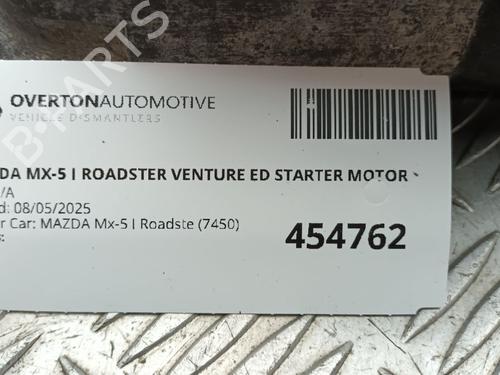 OVERTONAUTOMOTIVE
VEHICLE DISMANTLERS
DA MX-5 I ROADSTER VENTURE ED STARTER MOTOR -
/A
d: 08/05/2025
r Car: MAZDA Mx-5 I Roadste (7450)
s:
454762
B-PARTS